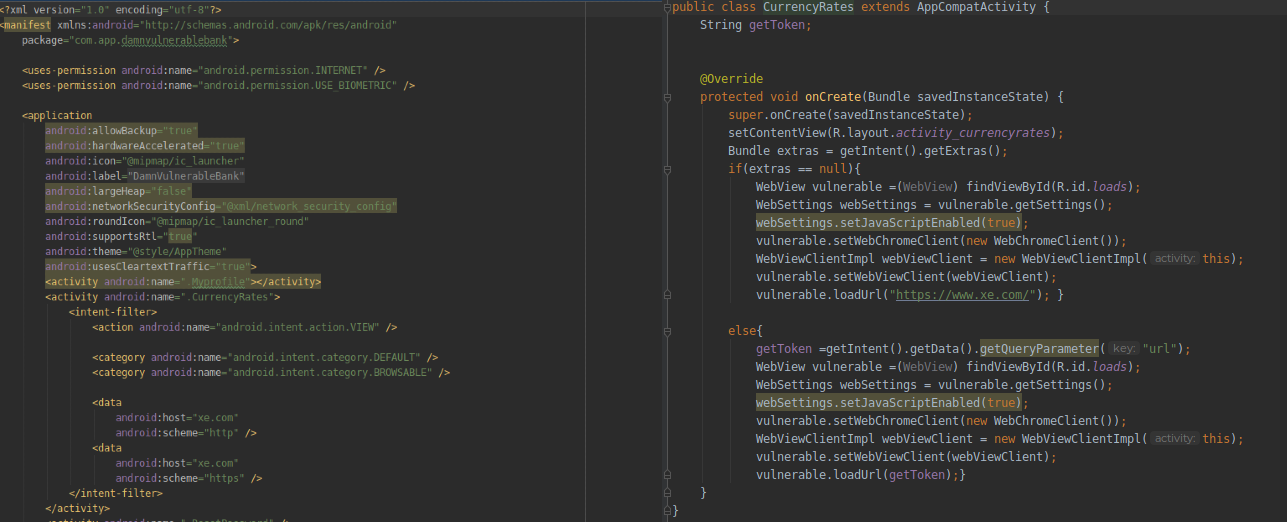 <?xml version="1.0" encoding="utf-8"?>
<manifest xmlns:android="http://schemas.android.com/apk/res/android"
    package="com.app.damnvulnerablebank">

    <uses-permission android:name="android.permission.INTERNET" />
    <uses-permission android:name="android.permission.USE_BIOMETRIC" />

    <application
        android:allowBackup="true"
        android:hardwareAccelerated="true"
        android:icon="@mipmap/ic_launcher"
        android:label="DamnVulnerableBank"
        android:largeHeap="false"
        android:networkSecurityConfig="@xml/network_security_config"
        android:roundIcon="@mipmap/ic_launcher_round"
        android:supportsRtl="true"
        android:theme="@style/AppTheme"
        android:usesCleartextTraffic="true">
        <activity android:name=".Myprofile"></activity>
        <activity android:name=".CurrencyRates">
            <intent-filter>
                <action android:name="android.intent.action.VIEW" />

                <category android:name="android.intent.category.DEFAULT" />
                <category android:name="android.intent.category.BROWSABLE" />

                <data
                    android:host="xe.com"
                    android:scheme="http" />
                <data
                    android:host="xe.com"
                    android:scheme="https" />
            </intent-filter>
        </activity>
public class CurrencyRates extends AppCompatActivity {
    String getToken;

    @Override
    protected void onCreate(Bundle savedInstanceState) {
        super.onCreate(savedInstanceState);
        setContentView(R.layout.activity_currencyrates);
        Bundle extras = getIntent().getExtras();
        if(extras == null){
            WebView vulnerable =(WebView) findViewById(R.id.loads);
            WebSettings webSettings = vulnerable.getSettings();
            webSettings.setJavaScriptEnabled(true);
            vulnerable.setWebChromeClient(new WebChromeClient());
            WebViewClientImpl webViewClient = new WebViewClientImpl( activity: this);
            vulnerable.setWebViewClient(webViewClient);
            vulnerable.loadUrl("https://www.xe.com/"); }

        else{
            getToken =getIntent().getData().getQueryParameter( key: "url");
            WebView vulnerable =(WebView) findViewById(R.id.loads);
            WebSettings webSettings = vulnerable.getSettings();
            webSettings.setJavaScriptEnabled(true);
            vulnerable.setWebChromeClient(new WebChromeClient());
            WebViewClientImpl webViewClient = new WebViewClientImpl( activity: this);
            vulnerable.setWebViewClient(webViewClient);
            vulnerable.loadUrl(getToken);}
    }
}